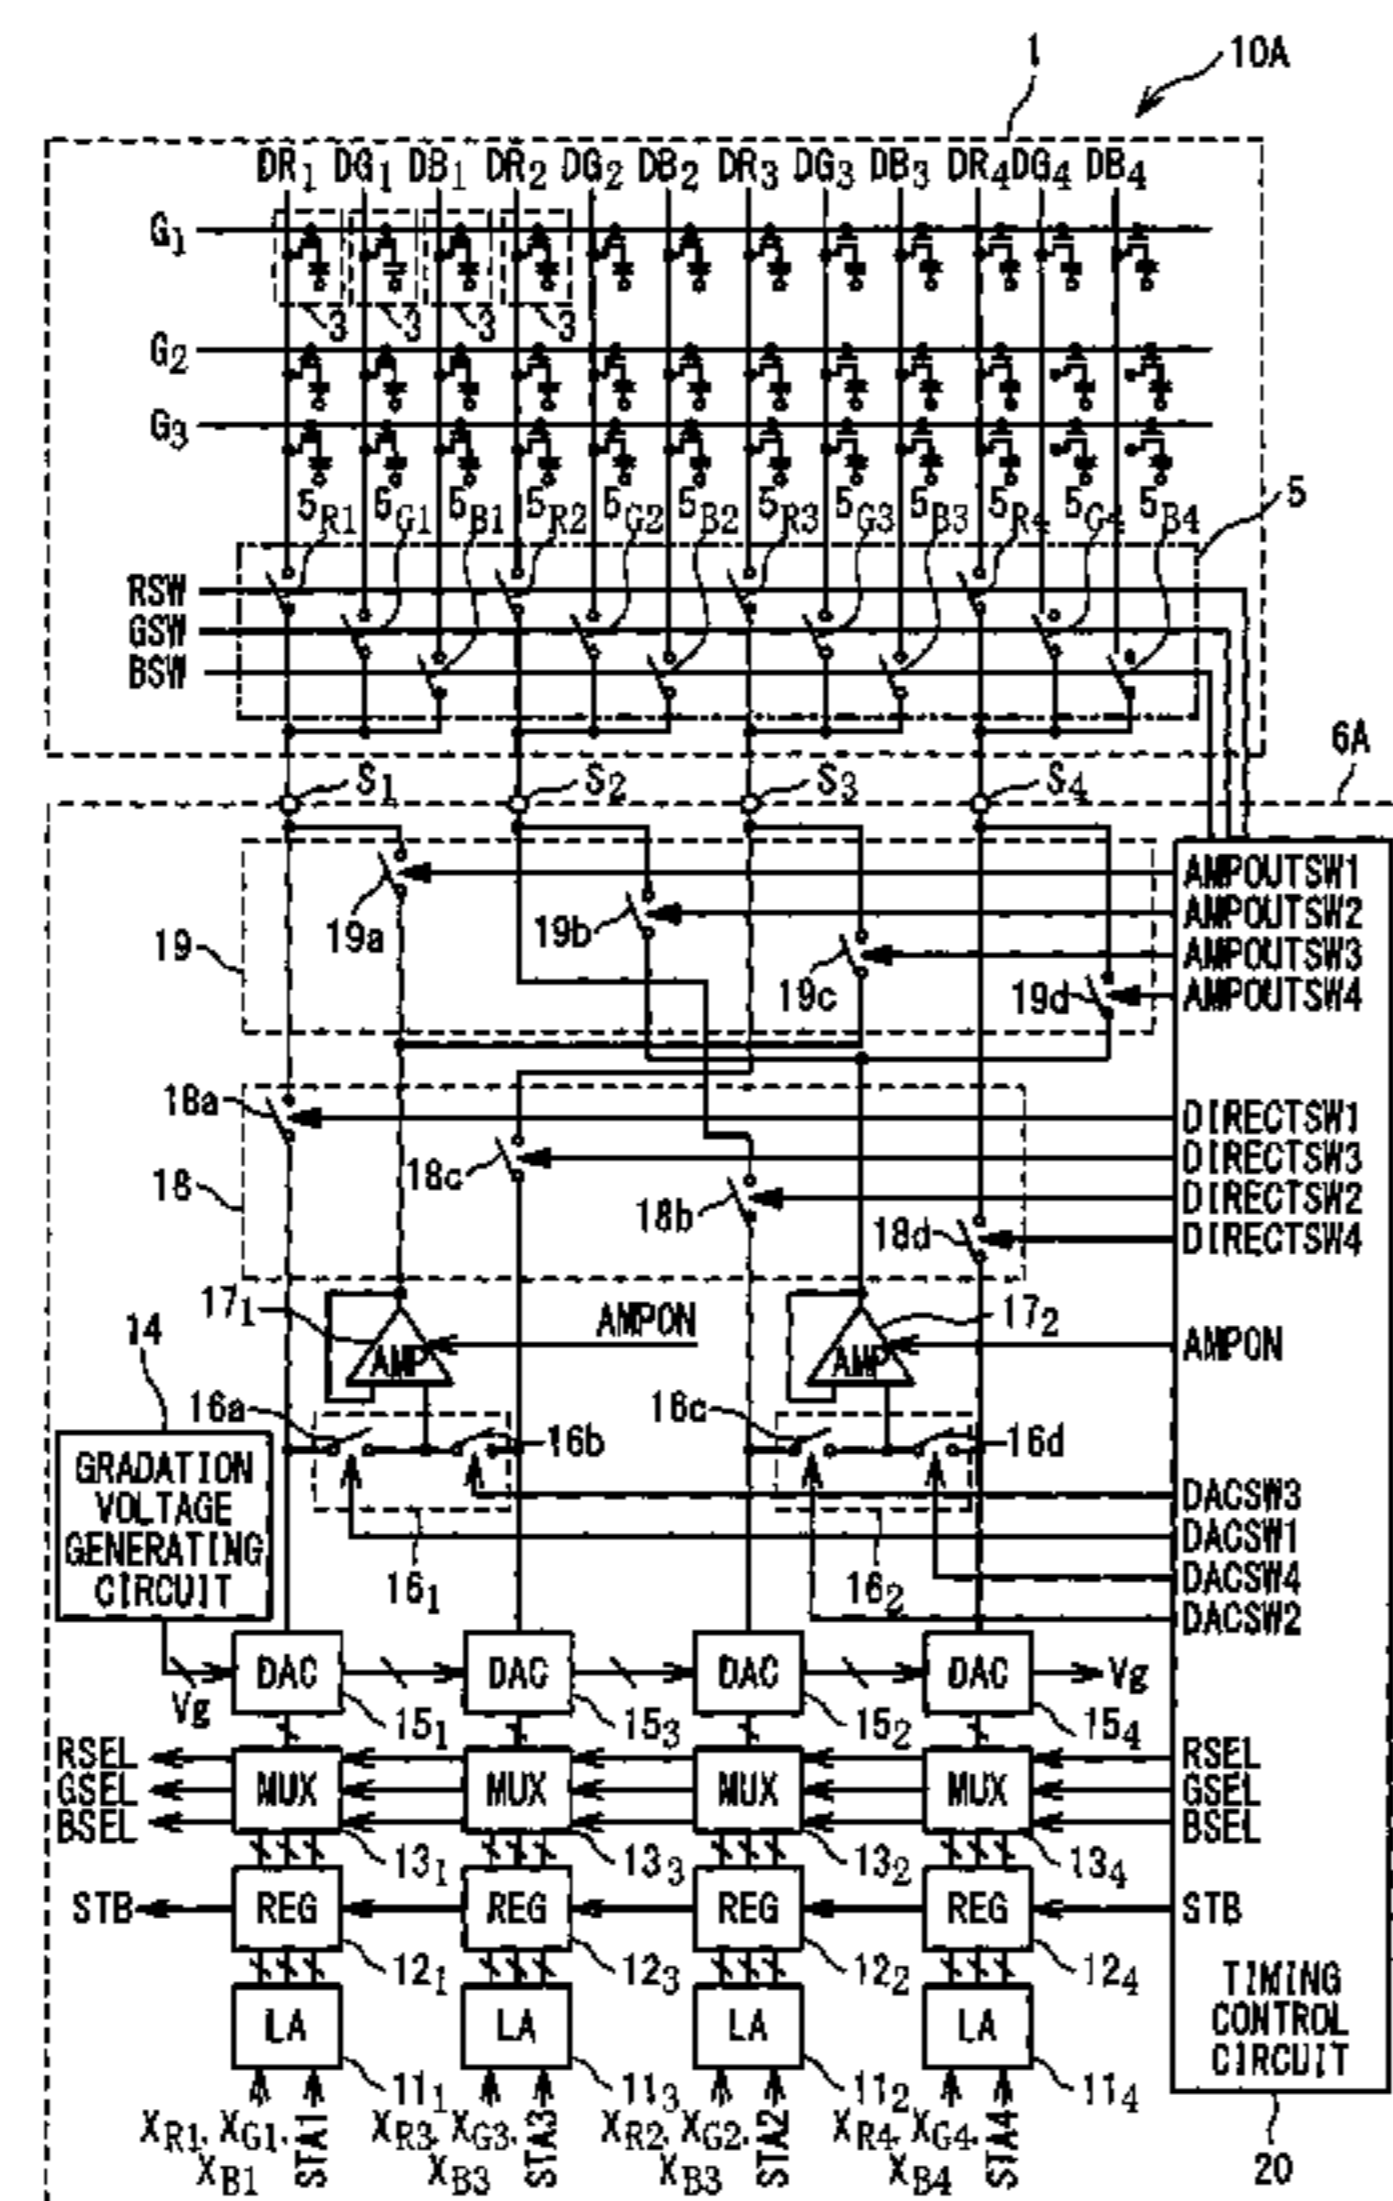 1
10A
DR1 DG1 DB1 DR2 DG2 DB2 DR3 DG3 DB3 DR4 DG4 DB4
G1
3 3 3 3
G2
G3
5R1 5G1 5B1 5R2 5G2 5B2 5R3 5G3 5B3 5R4 5G4 5B4
5
RSW
GSW
BSW
6A
S1 S2 S3 S4
AMPOUTSW1
19a 19b AMPOUTSW2
19 19c AMPOUTSW3
19d AMPOUTSW4
18a DIRECTSW1
18c DIRECTSW3
18 18b DIRECTSW2
18d DIRECTSW4
171 AMPON 172
14 AMP AMP AMPON
16a 16b 16c 16d
GRADATION
VOLTAGE
GENERATING
CIRCUIT
DACSW3
DACSW1
161 162 DACSW4
DACSW2
DAC DAC DAC DAC Vg
Vg 151 153 152 154
RSEL RSEL
GSEL MUX MUX MUX MUX GSEL
BSEL BSEL
131 133 132 134
STB REG REG REG REG STB
121 123 122 124
TIMING
CONTROL
CIRCUIT
LA LA LA LA
111 113 112 114
XR1, XG1, XR3, XG3, XR2, XG2, XR4, XG4,
XB1 STA1 XB3 STA3 XB3 STA2 XB4 STA4
20